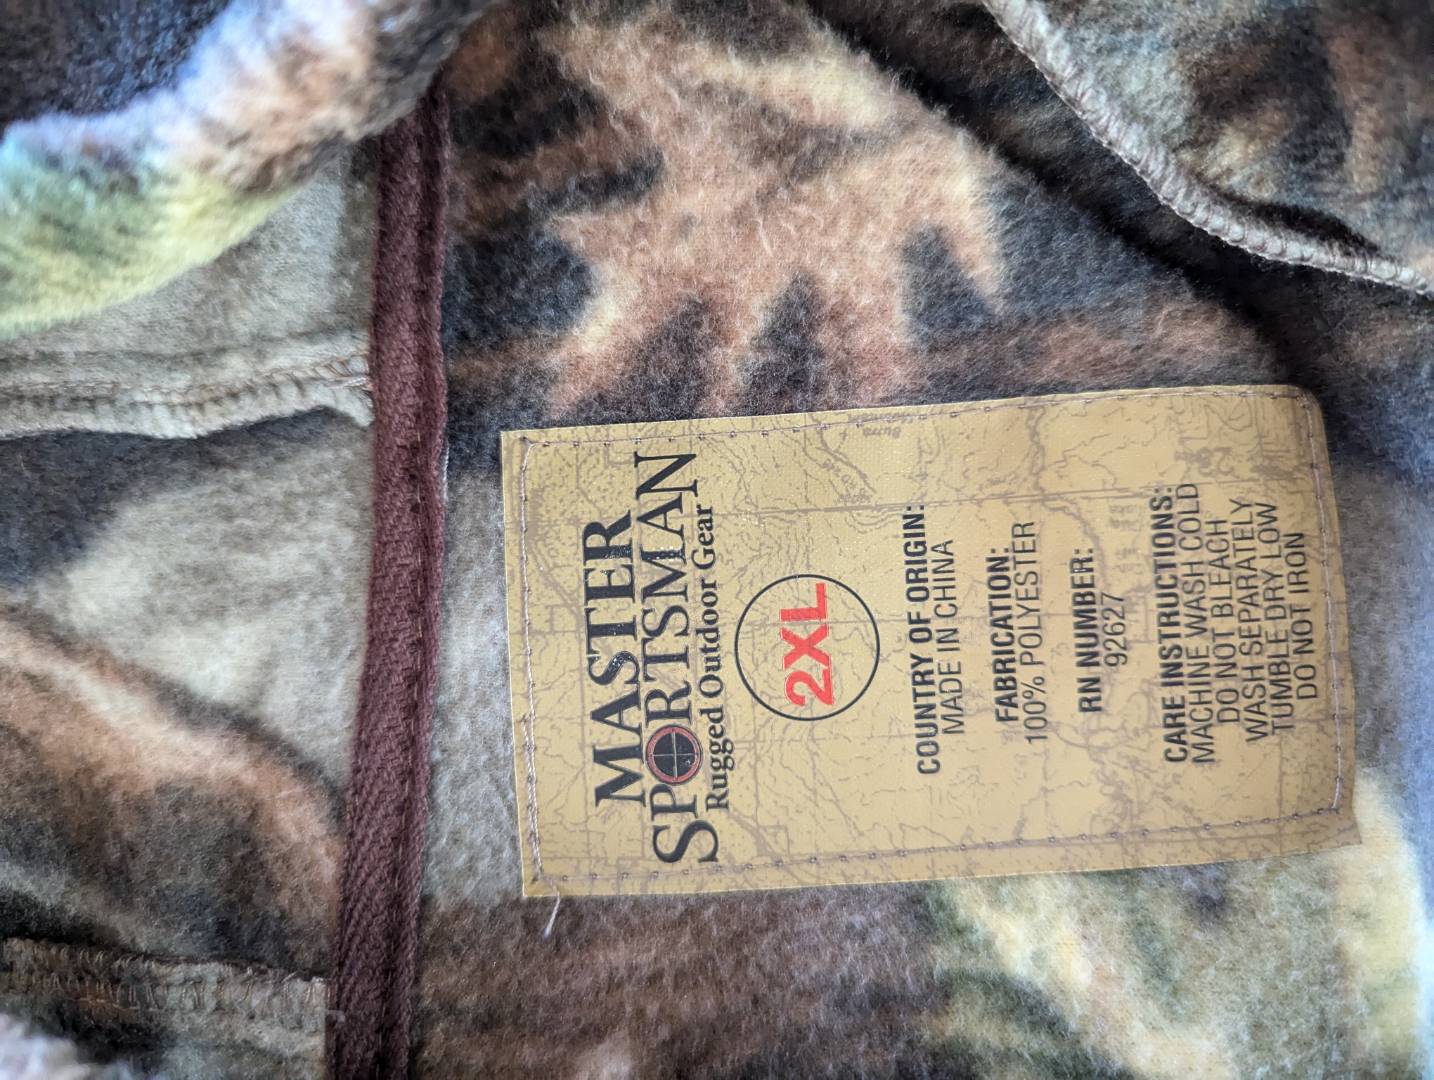 MASTER
SPORTSMAN
Rugged Outdoor Gear
2XL
COUNTRY OF ORIGIN:
MADE IN CHINA
FABRICATION:
100% POLYESTER
RN NUMBER:
92627
CARE INSTRUCTIONS:
MACHINE WASH COLD
DO NOT BLEACH
WASH SEPARATELY
TUMBLE DRY LOW
DO NOT IRON